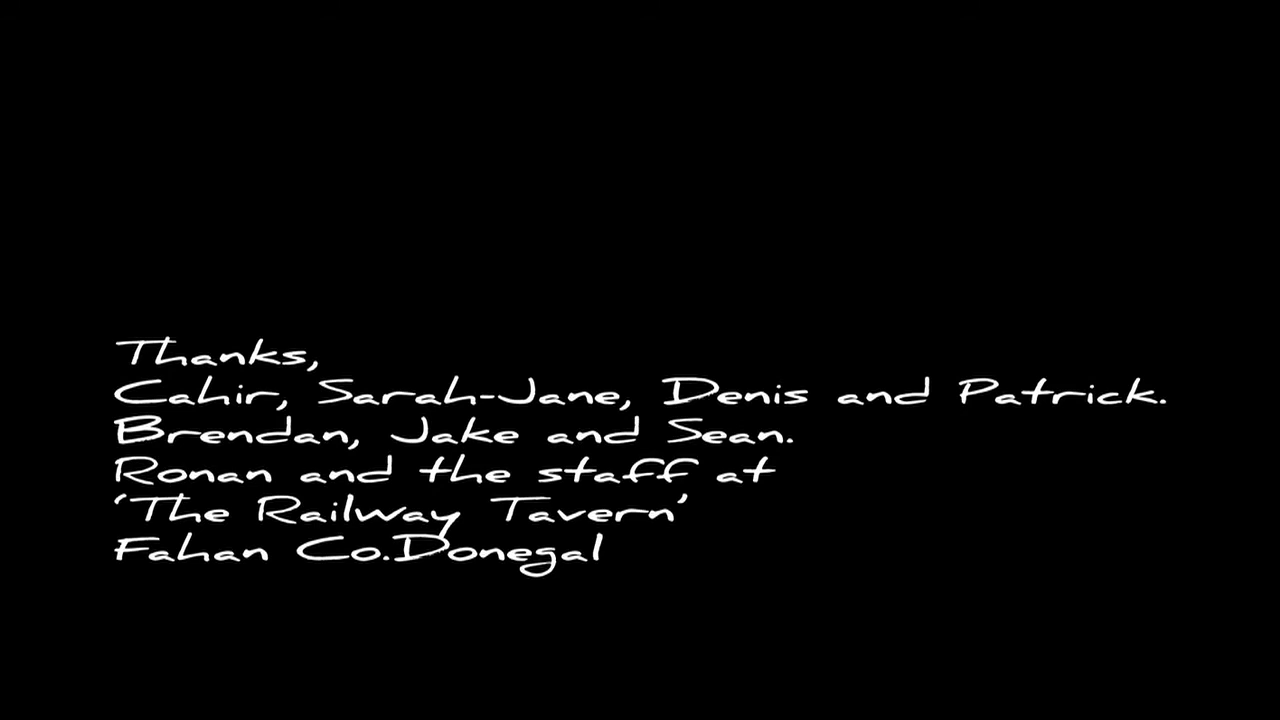 Thanks,
Cahir, Sarah-Jane, Denis and Patrick.
Brendan, Jake and Sean.
Ronan and the staff at
‘The Railway Tavern’
Fahan Co.Donegal